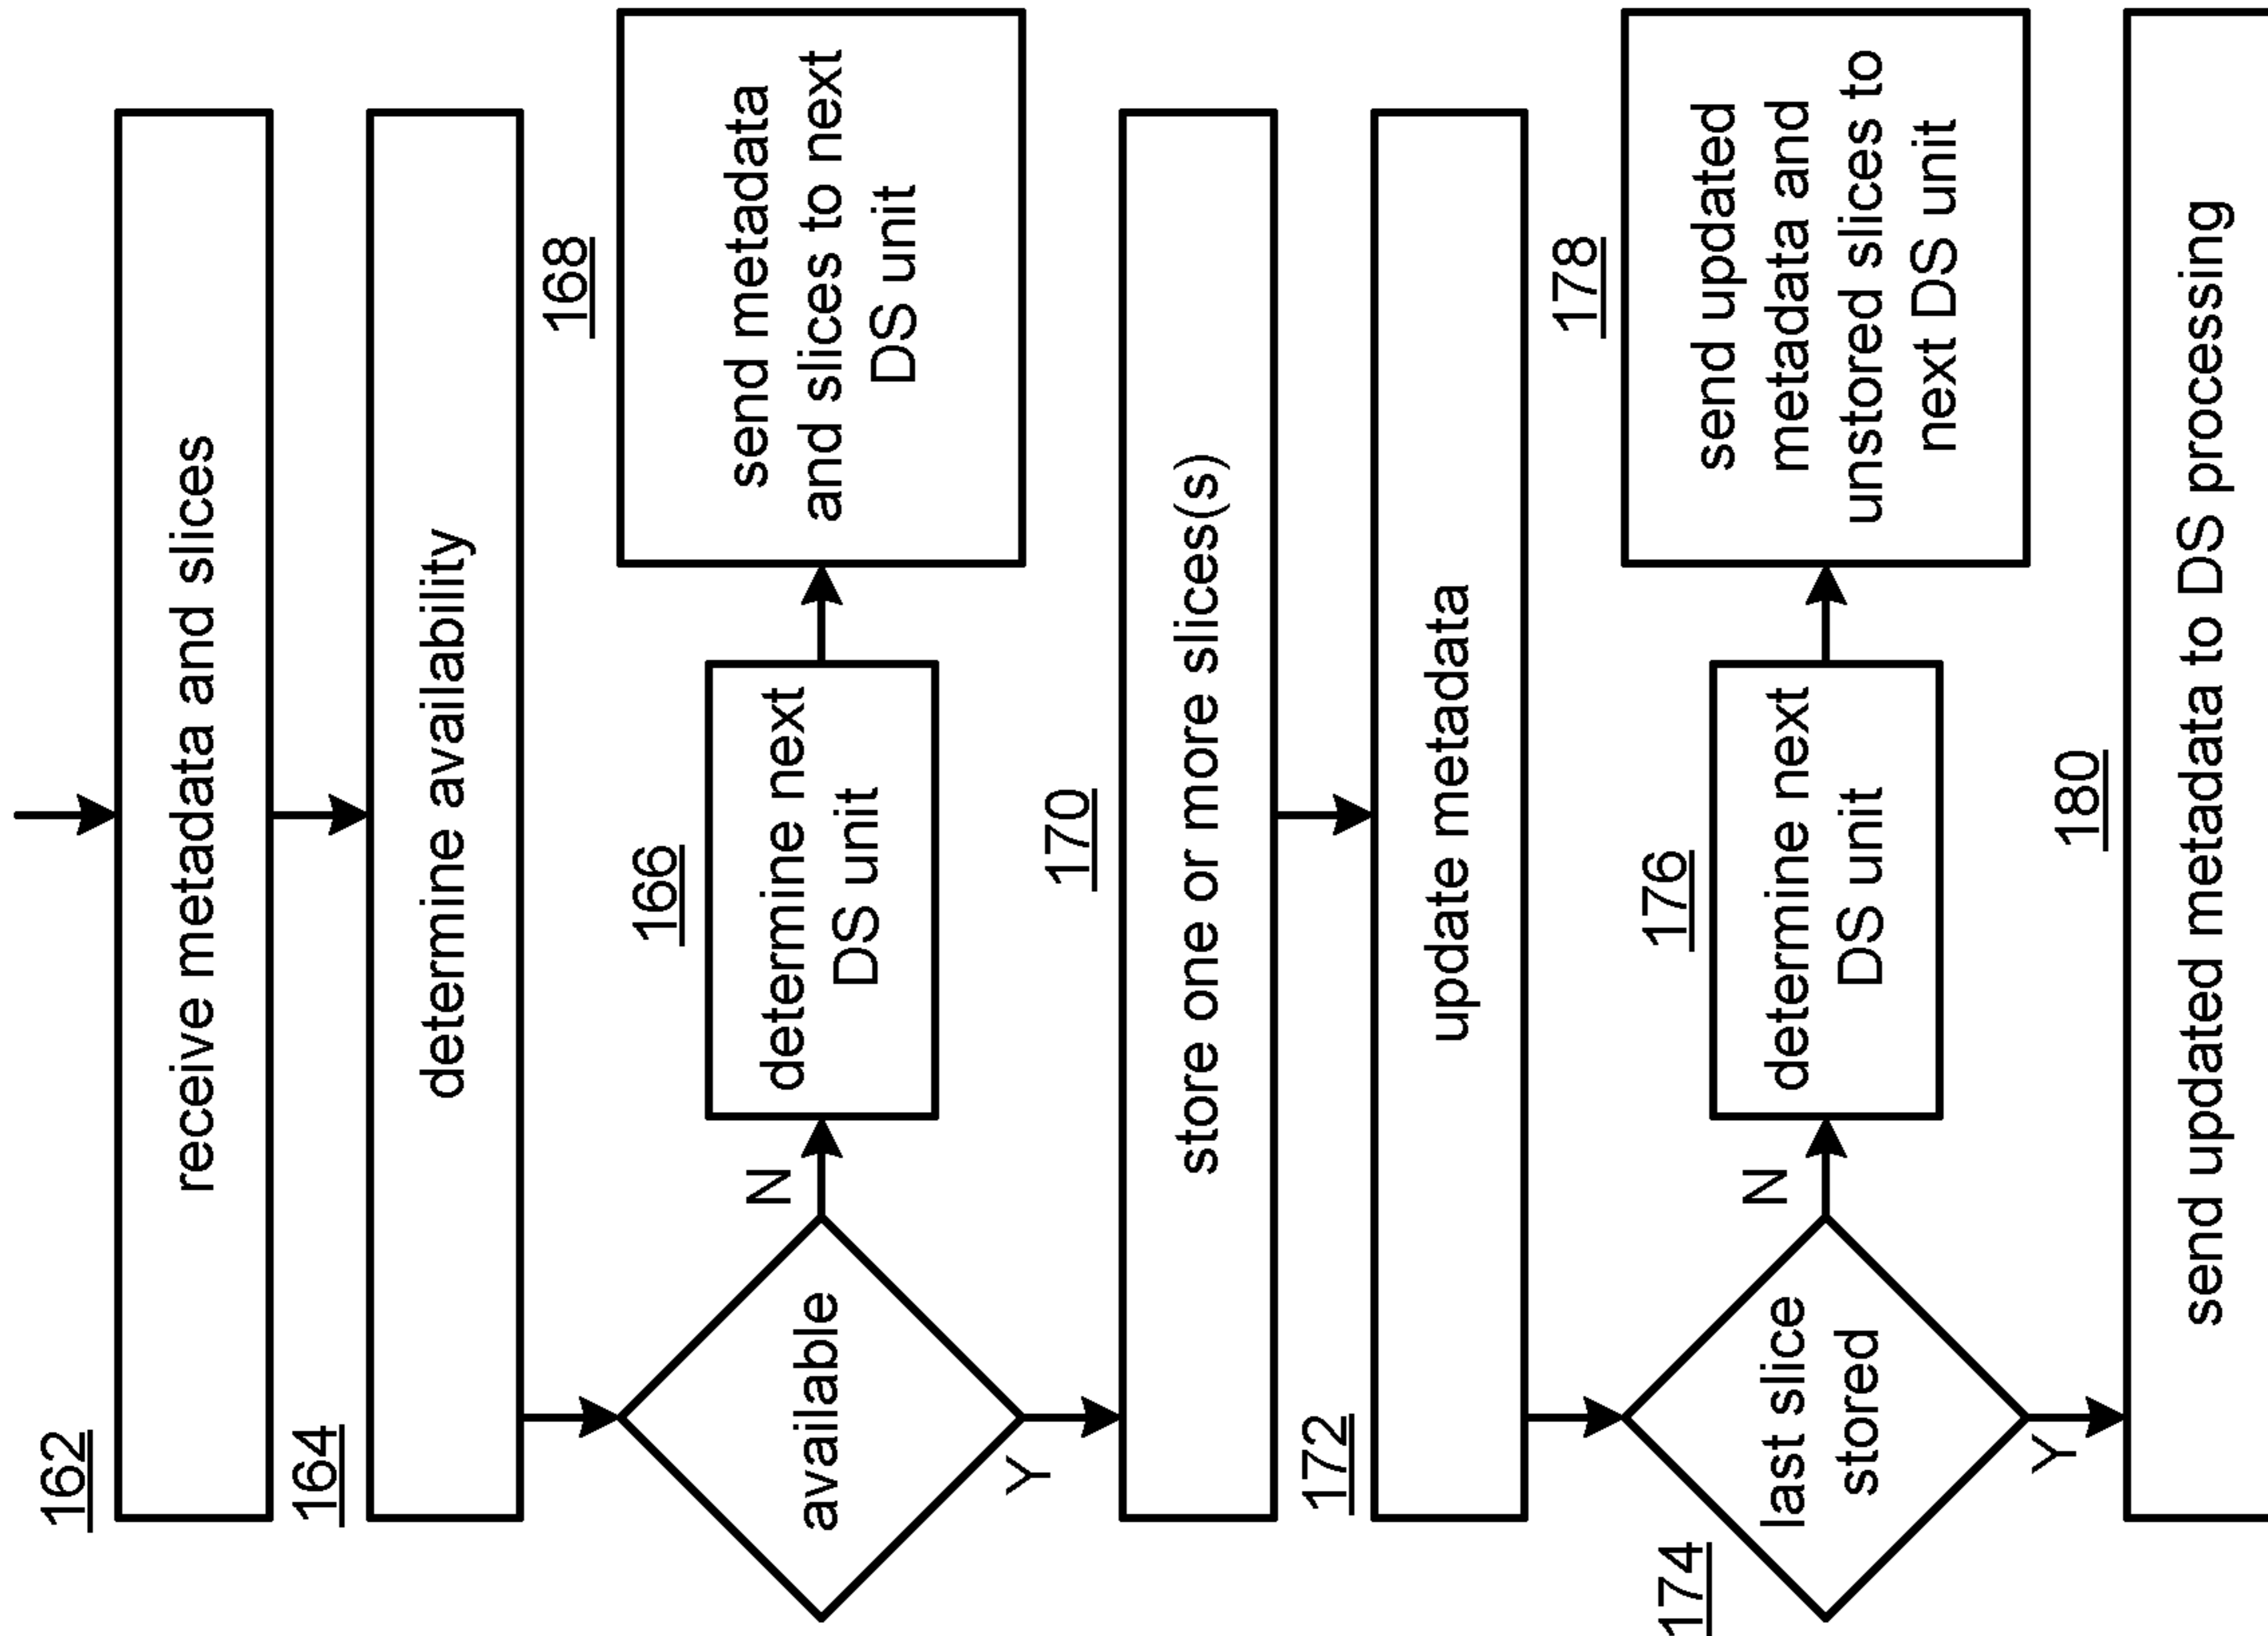 162
receive metadata and slices
164
determine availability
available
N
Y
166
determine next
DS unit
168
send metadata
and slices to next
DS unit
170
store one or more slices(s)
172
update metadata
174
last slice
stored
N
Y
176
determine next
DS unit
178
send updated
metadata and
unstored slices to
next DS unit
180
send updated metadata to DS processing